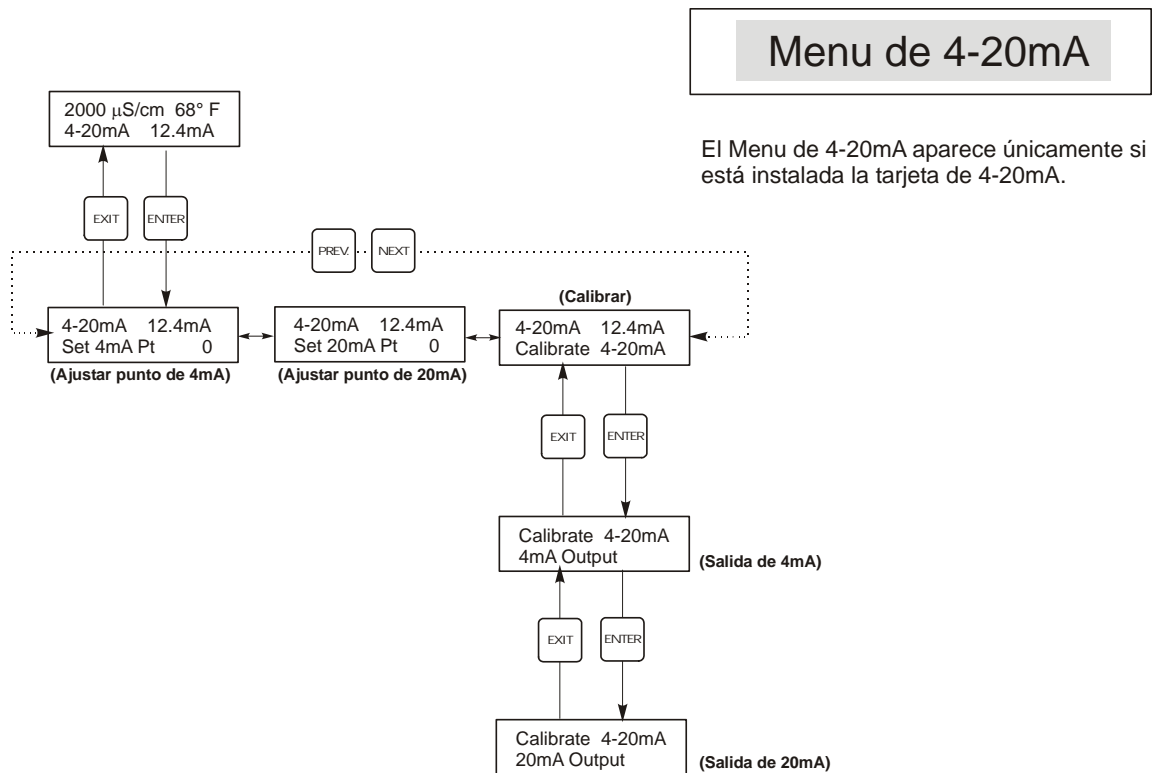 Menu de 4-20mA
El Menu de 4-20mA aparece únicamente si
está instalada la tarjeta de 4-20mA.
2000 µS/cm 68° F
4-20mA 12.4mA
EXIT
ENTER
PREV.
NEXT
4-20mA 12.4mA
Set 4mA Pt 0
(Ajustar punto de 4mA)
4-20mA 12.4mA
Set 20mA Pt 0
(Ajustar punto de 20mA)
(Calibrar)
4-20mA 12.4mA
Calibrate 4-20mA
EXIT
ENTER
Calibrate 4-20mA
4mA Output
(Salida de 4mA)
EXIT
ENTER
Calibrate 4-20mA
20mA Output
(Salida de 20mA)